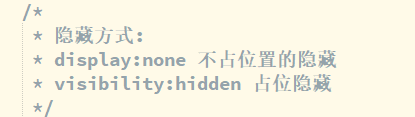 /*
* 隐藏方式：
* display:none 不占位置的隐藏
* visibility:hidden 占位隐藏
*/